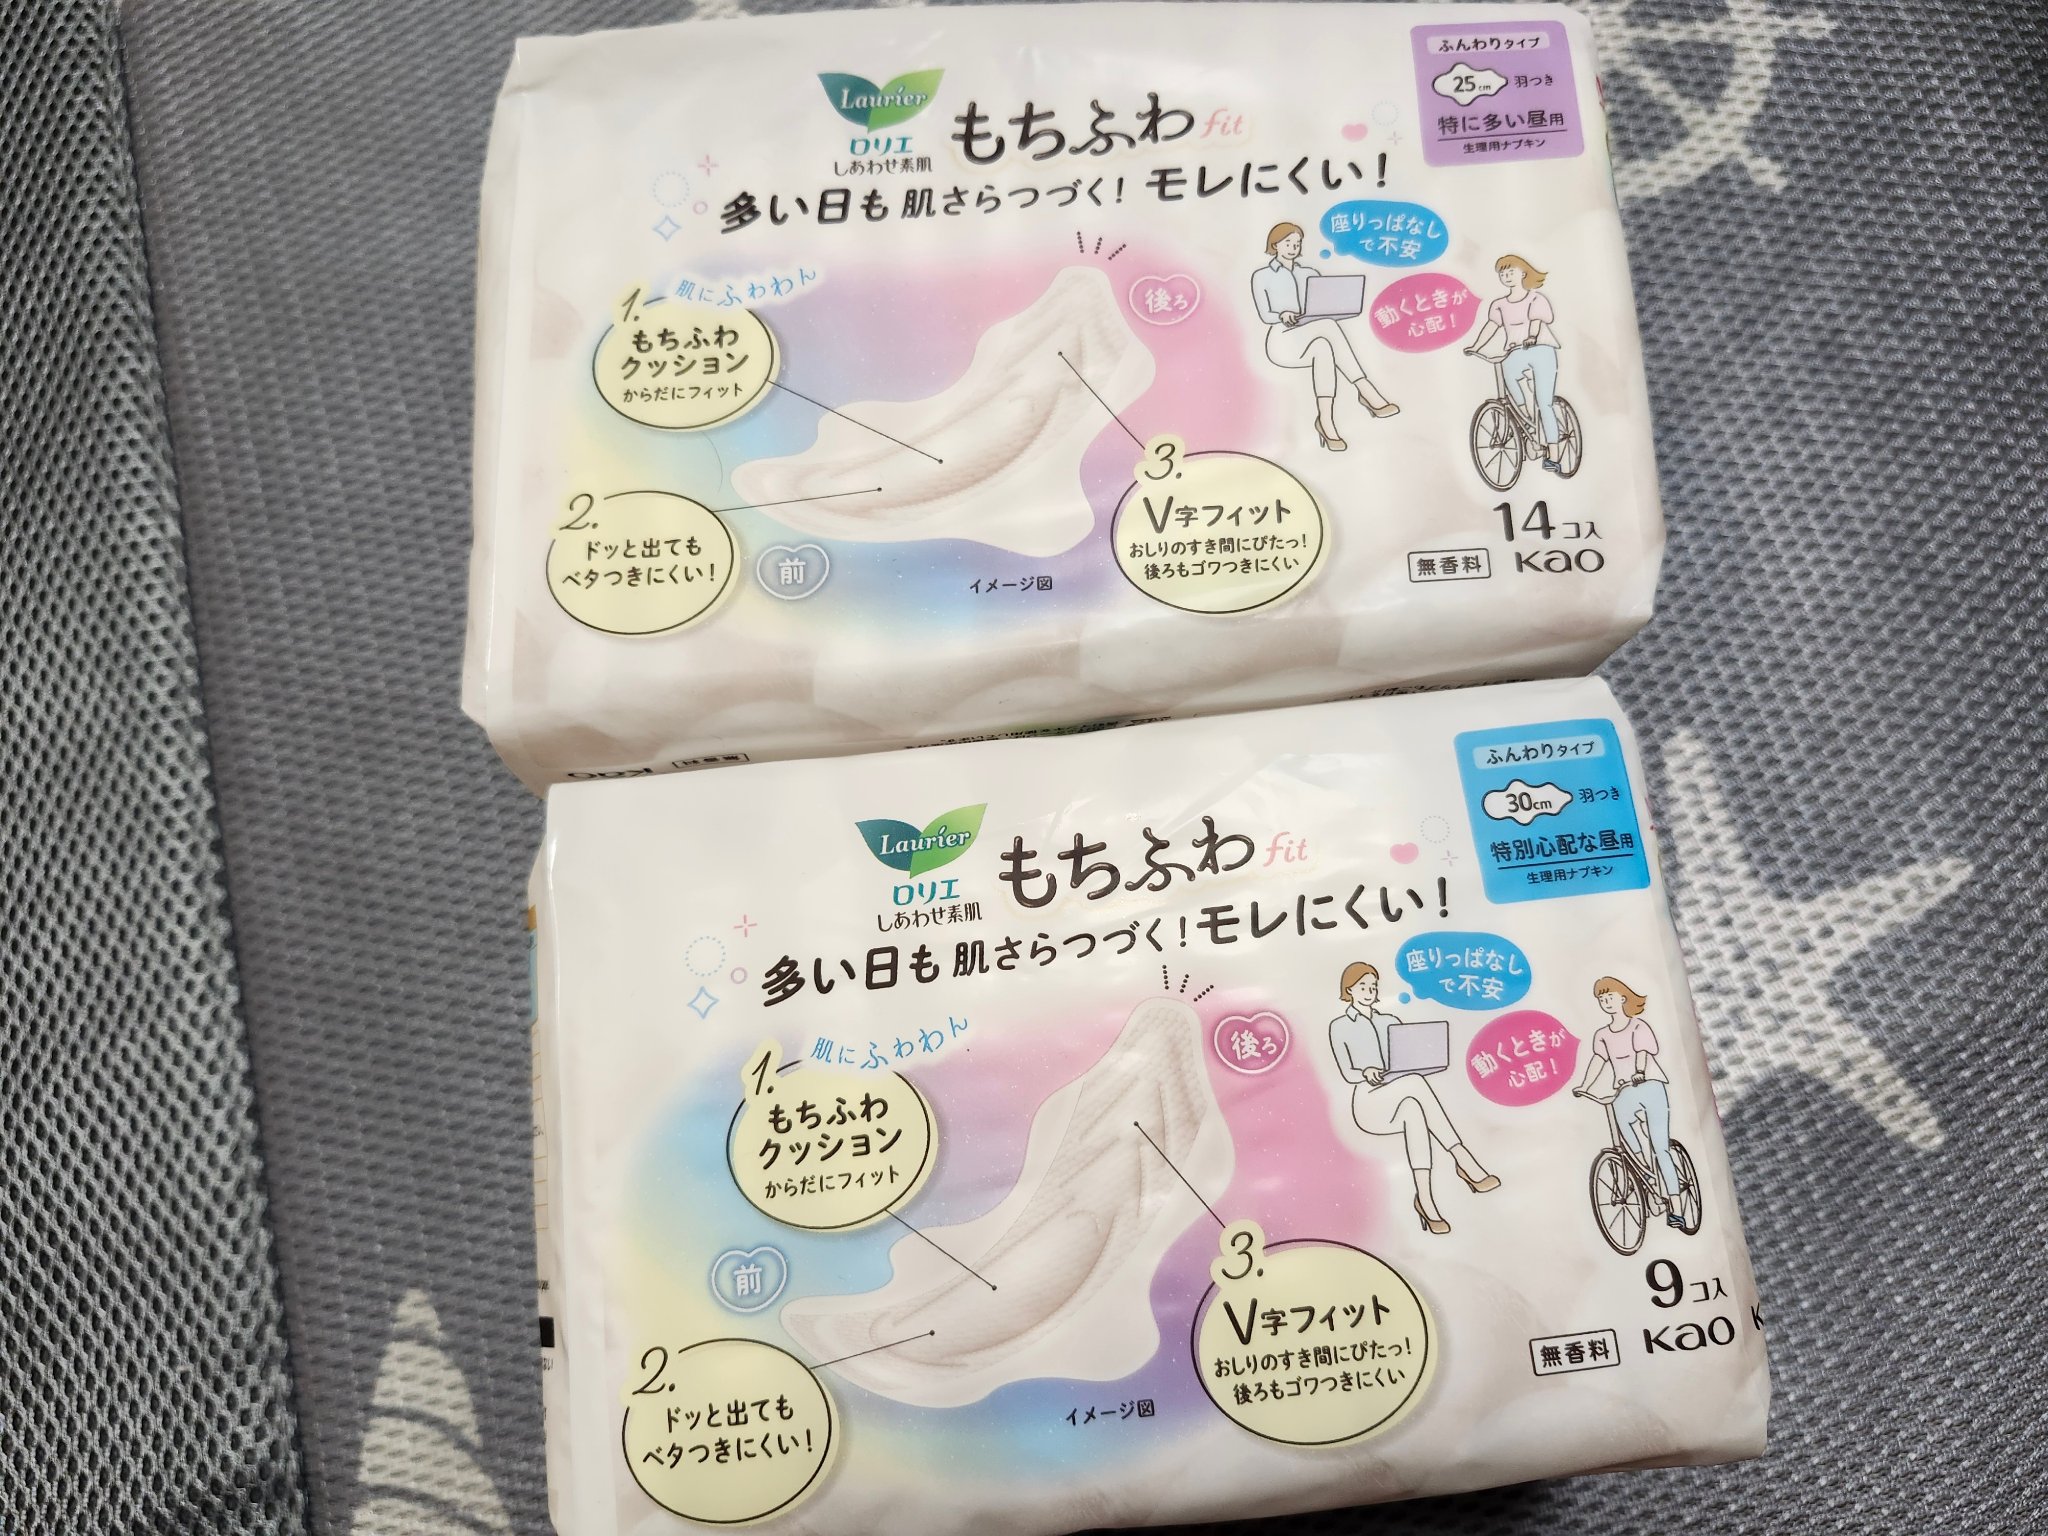 Laurier
ロリエ
しあわせ素肌
もちふわfit
多い日も 肌さらつづく! モレにくい!
ふんわりタイプ
25cm 羽つき
特に多い昼用
生理用ナプキン
座りっぱなし
で不安
動くときが
心配!
1. 肌にふわわん
もちふわ
クッション
からだにフィット
後ろ
2.
ドッと出ても
ベタつきにくい!
前
3.
V字フィット
おしりのすき間にぴたっ!
後ろもゴワつきにくい
イメージ図
14コ入
無香料 Kao
Kao 無香料
Laurier
ロリエ
しあわせ素肌
もちふわfit
多い日も 肌さらつづく! モレにくい!
ふんわりタイプ
30cm 羽つき
特別心配な昼用
生理用ナプキン
座りっぱなし
で不安
動くときが
心配!
1. 肌にふわわん
もちふわ
クッション
からだにフィット
後ろ
前
2.
ドッと出ても
ベタつきにくい!
3.
V字フィット
おしりのすき間にぴたっ!
後ろもゴワつきにくい
イメージ図
9コ入
無香料 Kao